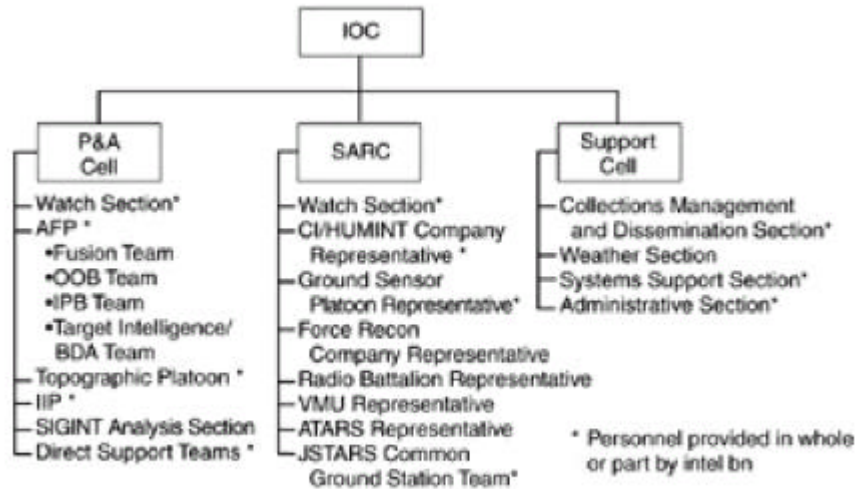 IOC
P&A
Cell
Watch Section*
AFP *
•Fusion Team
•OOB Team
•IPB Team
•Target Intelligence/
BDA Team
Topographic Platoon *
IIP *
SIGINT Analysis Section
Direct Support Teams *
SARC
Watch Section*
CI/HUMINT Company
Representative *
Ground Sensor
Platoon Representative*
Force Recon
Company Representative
Radio Battalion Representative
VMU Representative
ATARS Representative
JSTARS Common
Ground Station Team*
Support
Cell
Collections Management
and Dissemination Section*
Weather Section
Systems Support Section*
Administrative Section*
* Personnel provided in whole
or part by intel bn